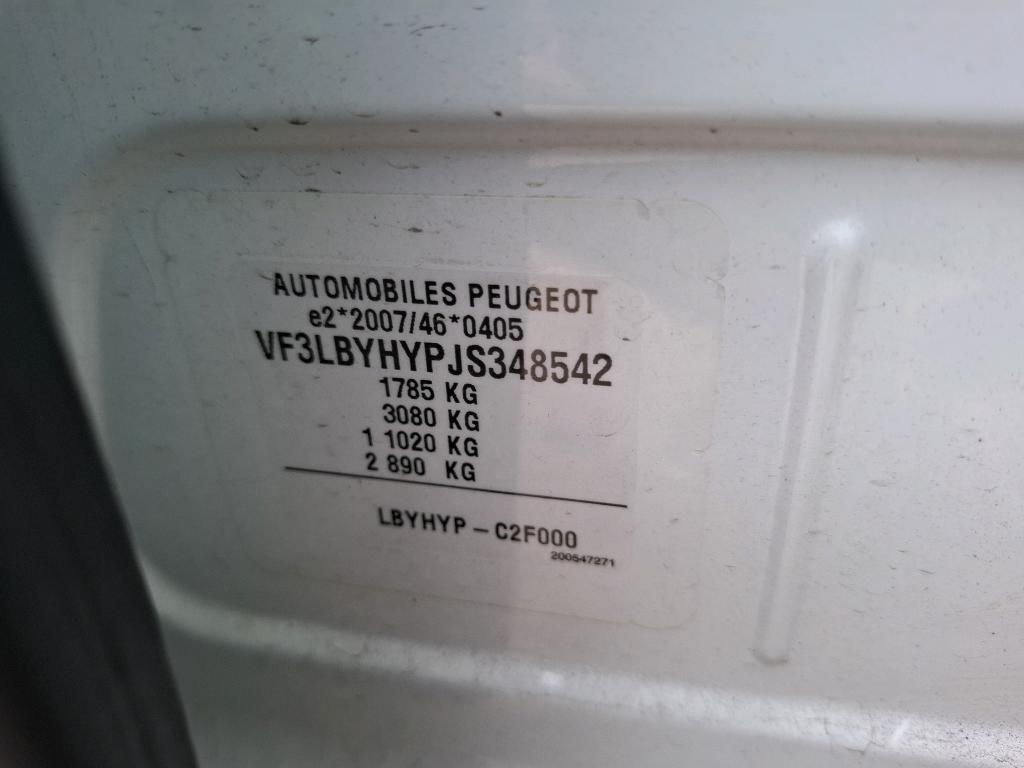 AUTOMOBILES PEUGEOT
e2*2007/46*0405
VF3LBYHYPJS348542
1785 KG
3080 KG
1 1020 KG
2 890 KG
LBYHYP – C2F000
200547271